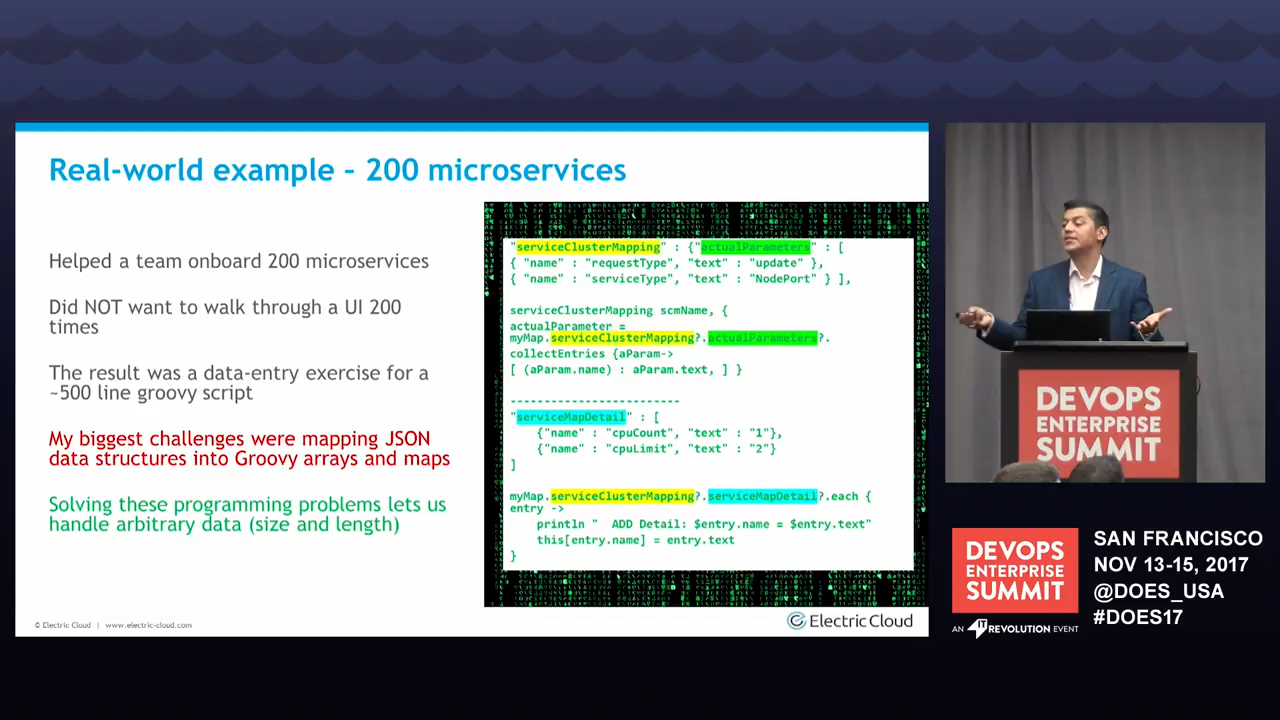 Real-world example – 200 microservices
Helped a team onboard 200 microservices
Did NOT want to walk through a UI 200
times
The result was a data-entry exercise for a
~500 line groovy script
My biggest challenges were mapping JSON
data structures into Groovy arrays and maps
Solving these programming problems lets us
handle arbitrary data (size and length)
"serviceClusterMapping" : {"actualParameters" : [
{ "name" : "requestType", "text" : "update" },
{ "name" : "serviceType", "text" : "NodePort" } ],
serviceClusterMapping scmName, {
actualParameter =
myMap.serviceClusterMapping?.actualParameters?.
collectEntries {aParam->
[ (aParam.name) : aParam.text, ] }
------------------------
"serviceMapDetail" : [
{"name" : "cpuCount", "text" : "1"},
{"name" : "cpuLimit", "text" : "2"}
]
myMap.serviceClusterMapping?.serviceMapDetail?.each {
entry ->
println "  ADD Detail: $entry.name = $entry.text"
this[entry.name] = entry.text
}
© Electric Cloud | www.electric-cloud.com
Electric Cloud
DEVOPS
ENTERPRISE
SUMMIT
DEVOPS
ENTERPRISE
SUMMIT
AN IT REVOLUTION EVENT
SAN FRANCISCO
NOV 13-15, 2017
@DOES_USA
#DOES17